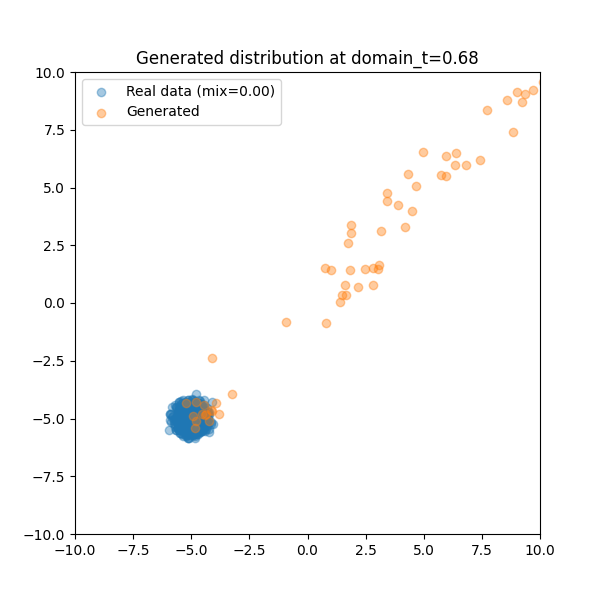 Generated distribution at domain_t=0.68
Real data (mix=0.00)
Generated
10.0
7.5
5.0
2.5
0.0
−2.5
−5.0
−7.5
−10.0
−10.0 −7.5 −5.0 −2.5 0.0 2.5 5.0 7.5 10.0